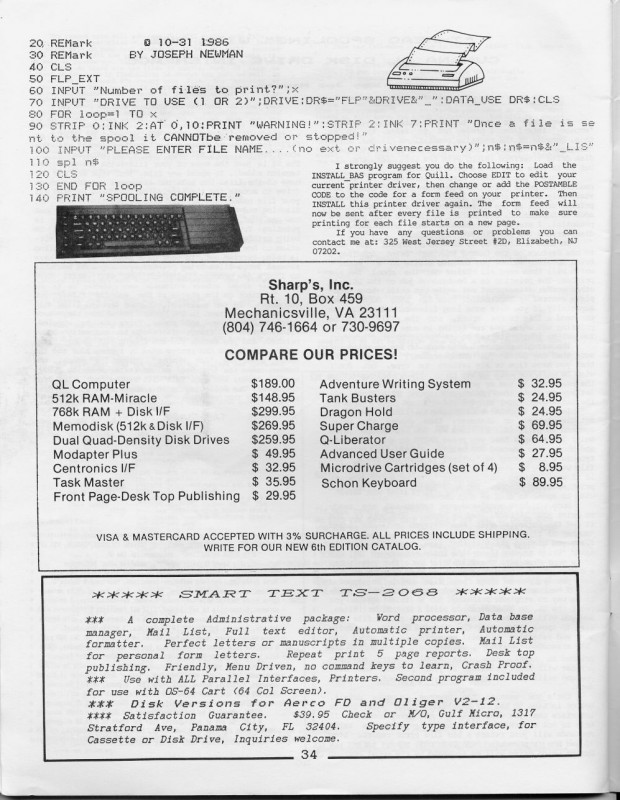 20 REMark © 10-31 1986
30 REMark BY JOSEPH NEWMAN
40 CLS
50 FLP_EXT
60 INPUT "Number of files to print?";x
70 INPUT "DRIVE TO USE (1 OR 2)";DRIVE:DR$="FLP"&DRIVE&"_":DATA_USE DR$:CLS
80 FOR loop=1 TO x
90 STRIP 0:INK 2:AT 0,10:PRINT "WARNING!":STRIP 2:INK 7:PRINT "Once a file is se
nt to the spool it CANNOTbe removed or stopped!"
100 INPUT "PLEASE ENTER FILE NAME....(no ext or drivenecessary)";n$:n$=n$&"_LIS"
110 spl n$
120 CLS
130 END FOR loop
140 PRINT "SPOOLING COMPLETE."
I strongly suggest you do the following: Load the
INSTALL_BAS program for Quill. Choose EDIT to edit your
current printer driver, then change or add the POSTAMBLE
CODE to the code for a form feed on your printer. Then
INSTALL this printer driver again. The form feed will
now be sent after every file is printed to make sure
printing for each file starts on a new page.
If you have any questions or problems you can
contact me at: 325 West Jersey Street #2D, Elizabeth, NJ
07202.
Sharp's, Inc.
Rt. 10, Box 459
Mechanicsville, VA 23111
(804) 746-1664 or 730-9697
COMPARE OUR PRICES!
QL Computer $189.00
512k RAM-Miracle $148.95
768k RAM + Disk I/F $299.95
Memodisk (512k & Disk I/F) $269.95
Dual Quad-Density Disk Drives $259.95
Modapter Plus $ 49.95
Centronics I/F $ 32.95
Task Master $ 35.95
Front Page-Desk Top Publishing $ 29.95
Adventure Writing System $ 32.95
Tank Busters $ 24.95
Dragon Hold $ 24.95
Super Charge $ 69.95
Q-Liberator $ 64.95
Advanced User Guide $ 27.95
Microdrive Cartridges (set of 4) $ 8.95
Schon Keyboard $ 89.95
VISA & MASTERCARD ACCEPTED WITH 3% SURCHARGE. ALL PRICES INCLUDE SHIPPING.
WRITE FOR OUR NEW 6th EDITION CATALOG.
***** SMART TEXT TS-2068 *****
*** A complete Administrative package: Word processor, Data base
manager, Mail List, Full text editor, Automatic printer, Automatic
formatter. Perfect letters or manuscripts in multiple copies. Mail List
for personal form letters. Repeat print 5 page reports. Desk top
publishing. Friendly, Menu Driven, no command keys to learn, Crash Proof.
*** Use with ALL Parallel Interfaces, Printers. Second program included
for use with OS-64 Cart (64 Col Screen).
*** Disk Versions for Aerco FD and Oliger V2-12.
**** Satisfaction Guarantee. $39.95 Check or M/O, Gulf Micro, 1317
Stratford Ave, Panama City, FL 32404. Specify type interface, for
Cassette or Disk Drive, Inquiries welcome.
34